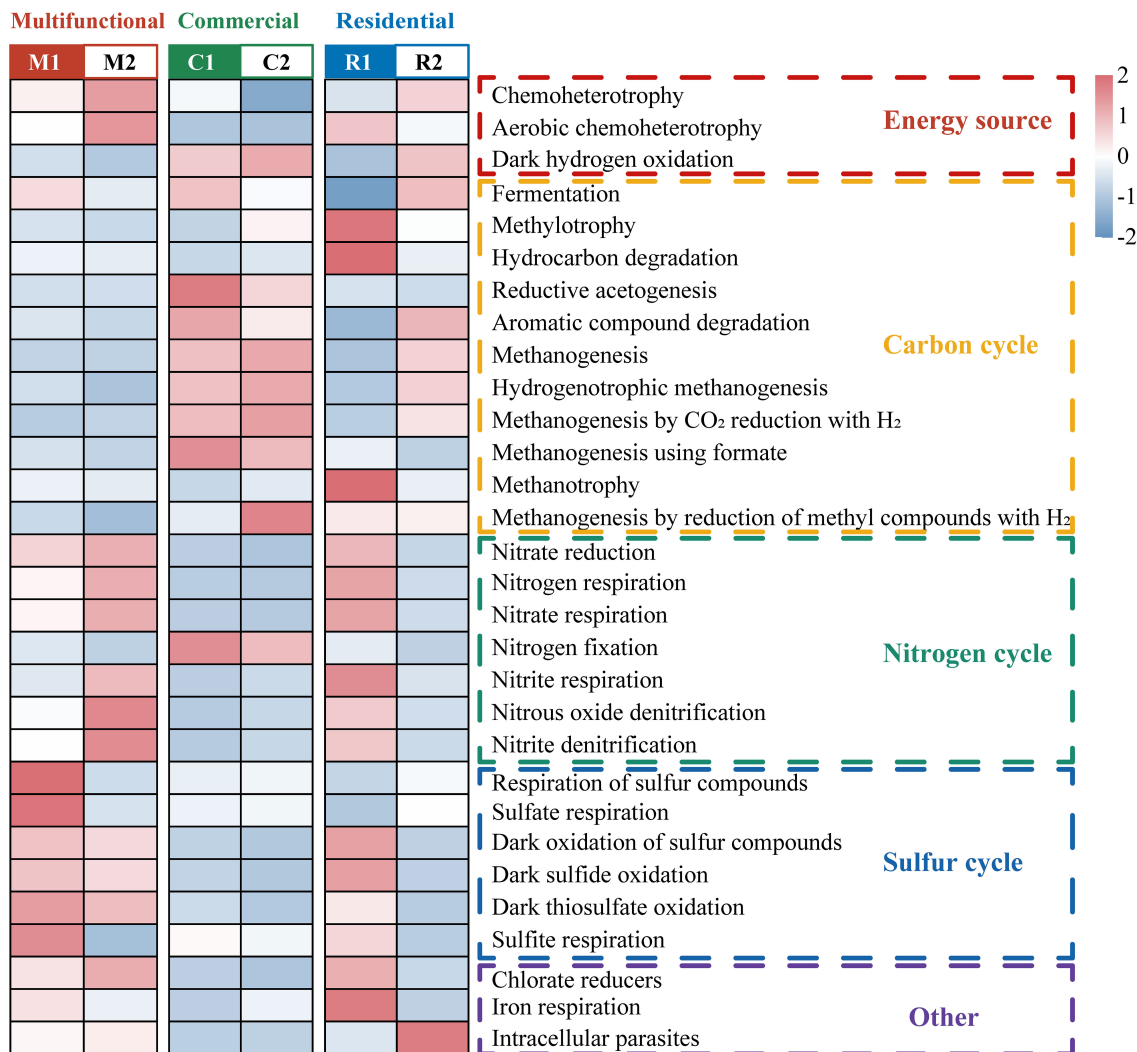 Multifunctional Commercial Residential
M1 M2 C1 C2 R1 R2
Chemoheterotrophy
Aerobic chemoheterotrophy
Dark hydrogen oxidation
Energy source
Fermentation
Methylotrophy
Hydrocarbon degradation
Reductive acetogenesis
Aromatic compound degradation
Methanogenesis
Hydrogenotrophic methanogenesis
Methanogenesis by CO₂ reduction with H₂
Methanogenesis using formate
Methanotrophy
Methanogenesis by reduction of methyl compounds with H₂
Carbon cycle
Nitrate reduction
Nitrogen respiration
Nitrate respiration
Nitrogen fixation
Nitrite respiration
Nitrous oxide denitrification
Nitrite denitrification
Nitrogen cycle
Respiration of sulfur compounds
Sulfate respiration
Dark oxidation of sulfur compounds
Dark sulfide oxidation
Dark thiosulfate oxidation
Sulfite respiration
Sulfur cycle
Chlorate reducers
Iron respiration
Intracellular parasites
Other
2
1
0
-1
-2